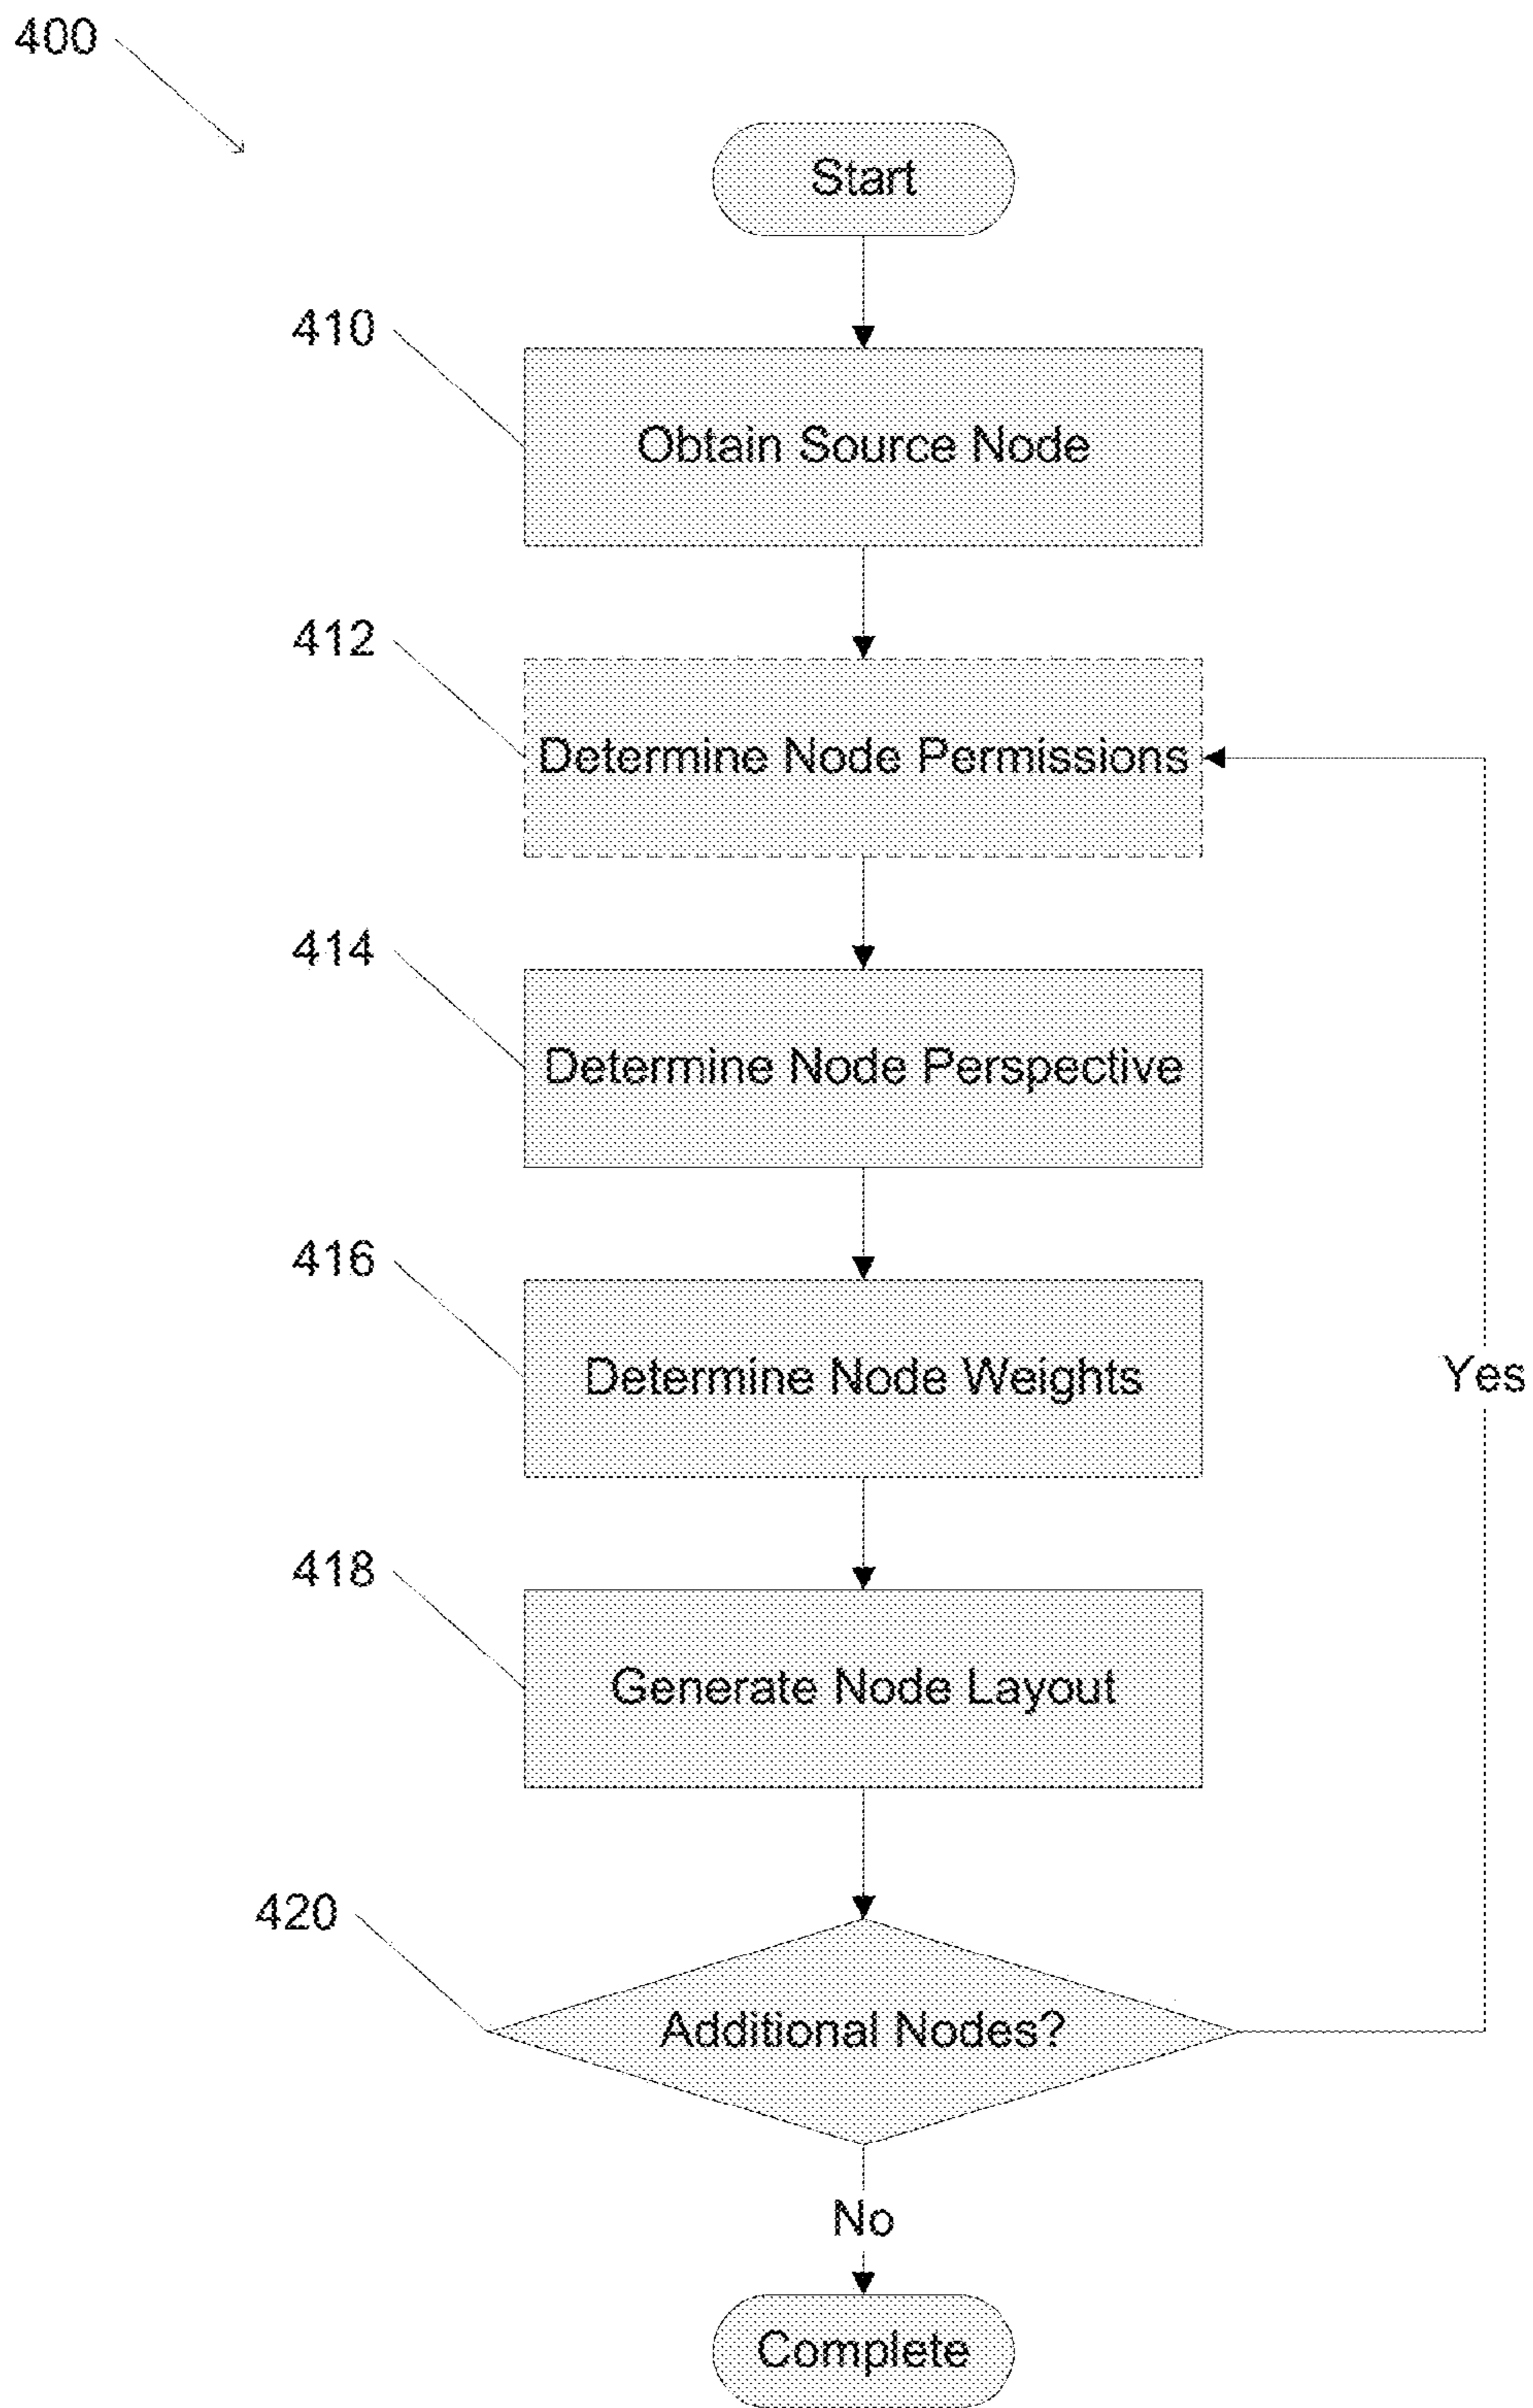 400
Start
410
Obtain Source Node
412
Determine Node Permissions
414
Determine Node Perspective
416
Determine Node Weights
Yes
418
Generate Node Layout
420
Additional Nodes?
No
Complete